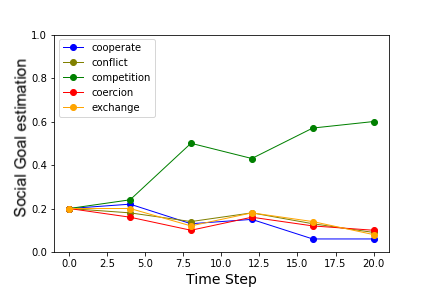 1.0
0.8
0.6
0.4
0.2
0.0
Social Goal estimation
cooperate
conflict
competition
coercion
exchange
0.0 2.5 5.0 7.5 10.0 12.5 15.0 17.5 20.0
Time Step